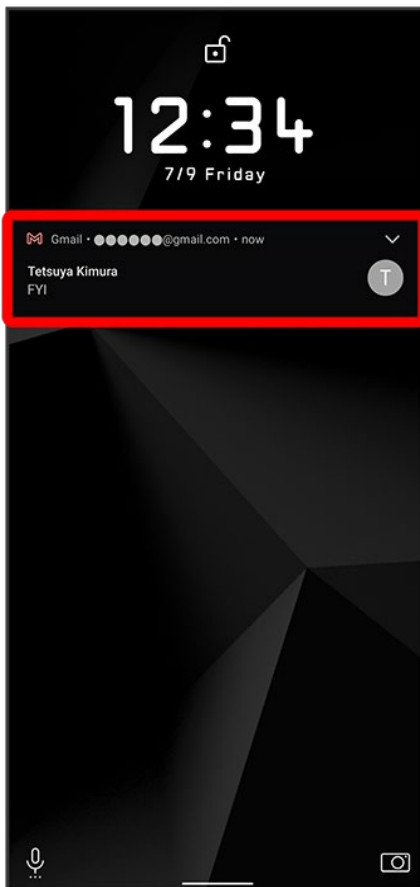 12:34
7/9 Friday
Gmail • ●●●●●●@gmail.com • now
Tetsuya Kimura
T
FYI